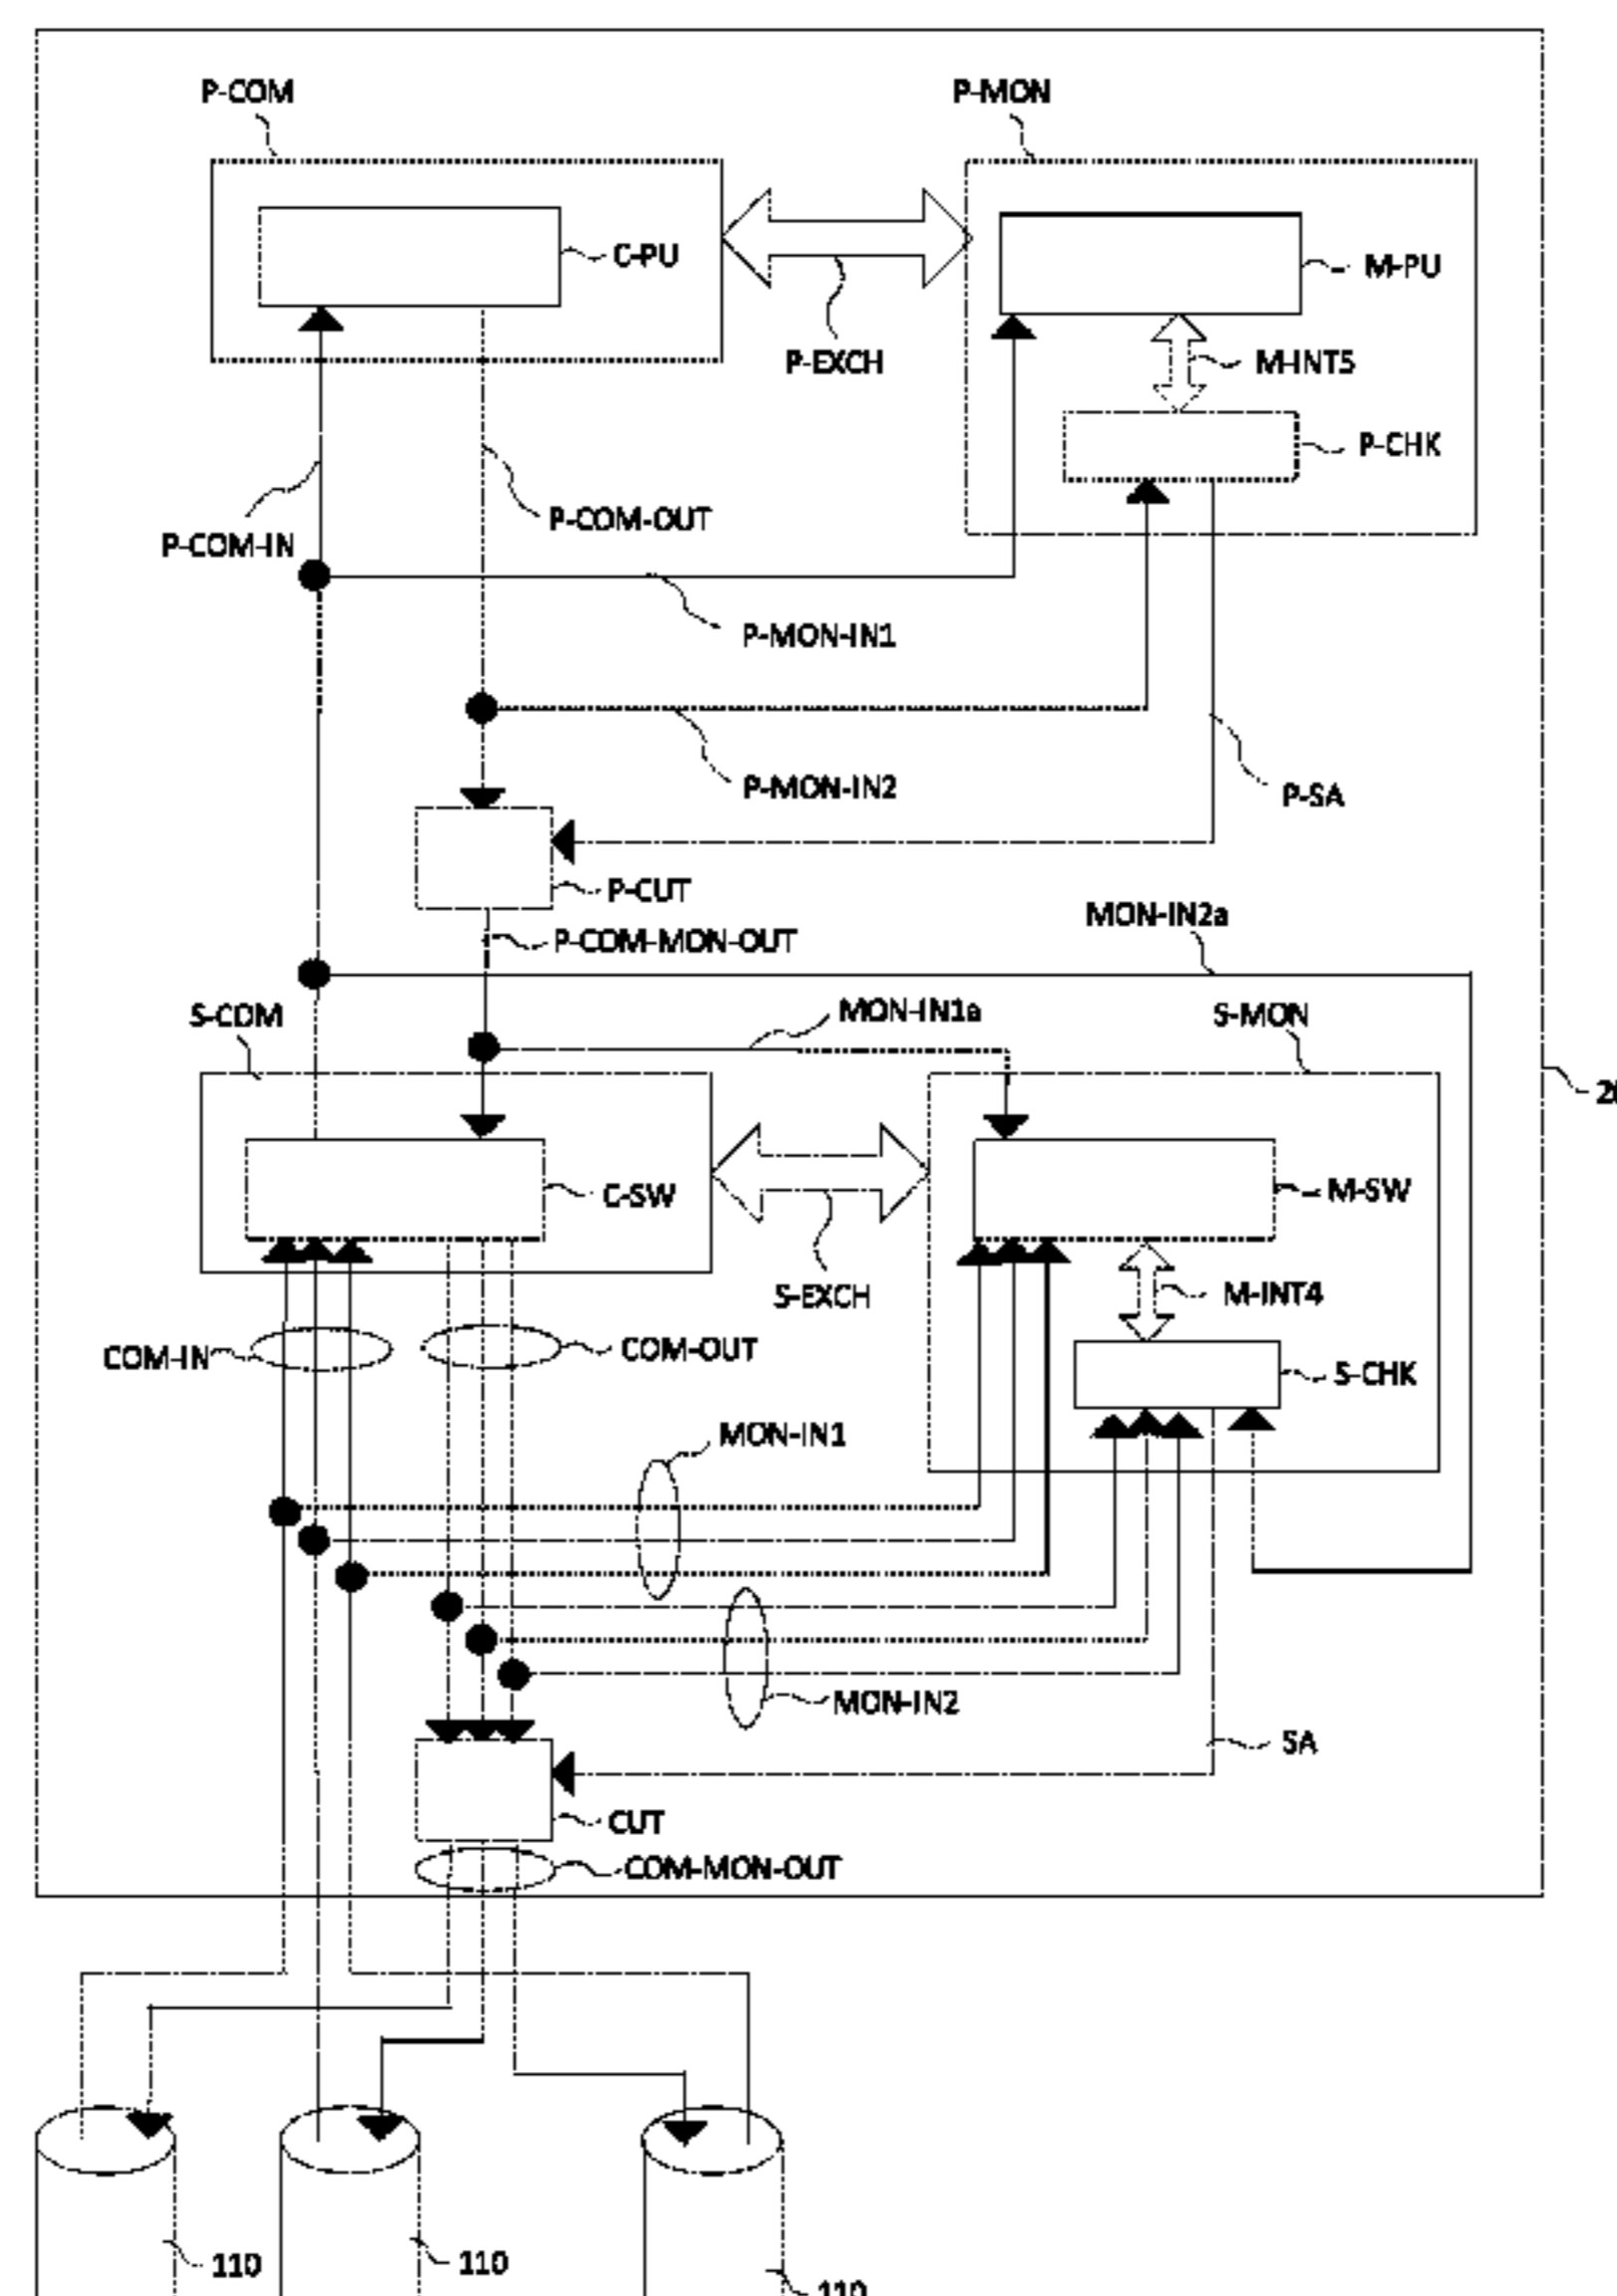 P-COM
P-MON
C-PU
M-PU
P-EXCH
M-INT5
P-CHK
P-COM-OUT
P-COM-IN
P-MON-IN1
P-MON-IN2
P-SA
P-CUT
MON-IN2a
P-COM-MON-OUT
S-COM
MON-IN1a
S-MON
C-SW
M-SW
S-EXCH
M-INT4
COM-IN
COM-OUT
S-CHK
MON-IN1
MON-IN2
SA
CUT
COM-MON-OUT
110
110
110